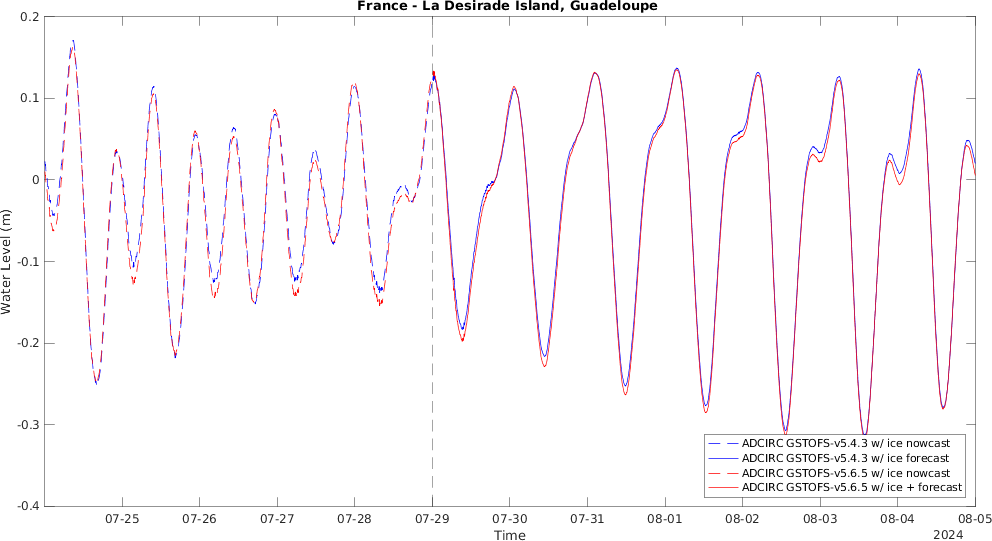 France - La Desirade Island, Guadeloupe
0.2
0.1
0
-0.1
-0.2
-0.3
-0.4
Water Level (m)
ADCIRC GSTOFS-v5.4.3 w/ ice nowcast
ADCIRC GSTOFS-v5.4.3 w/ ice forecast
ADCIRC GSTOFS-v5.6.5 w/ ice nowcast
ADCIRC GSTOFS-v5.6.5 w/ ice + forecast
07-25 07-26 07-27 07-28 07-29 07-30 07-31 08-01 08-02 08-03 08-04 08-05
Time 2024